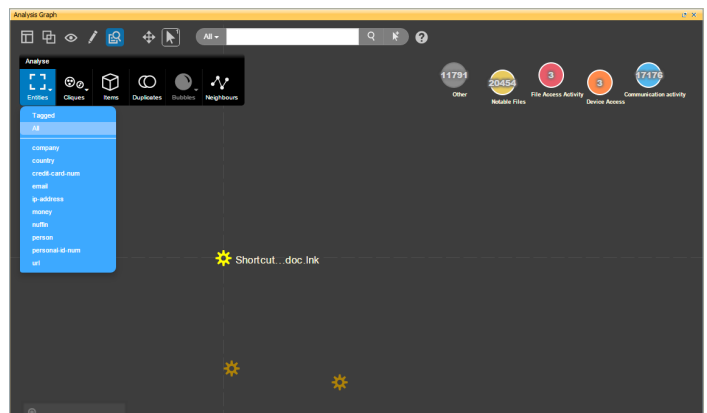 Analysis Graph
All
Analyse
Entities
Cliques
Items
Duplicates
Bubbles
Neighbours
Tagged
All
company
country
credit-card-num
email
ip-address
money
nuffin
person
personal-id-num
url
11791
Other
20454
Notable Files
3
File Access Activity
3
Device Access
17176
Communication activity
Shortcut...doc.lnk